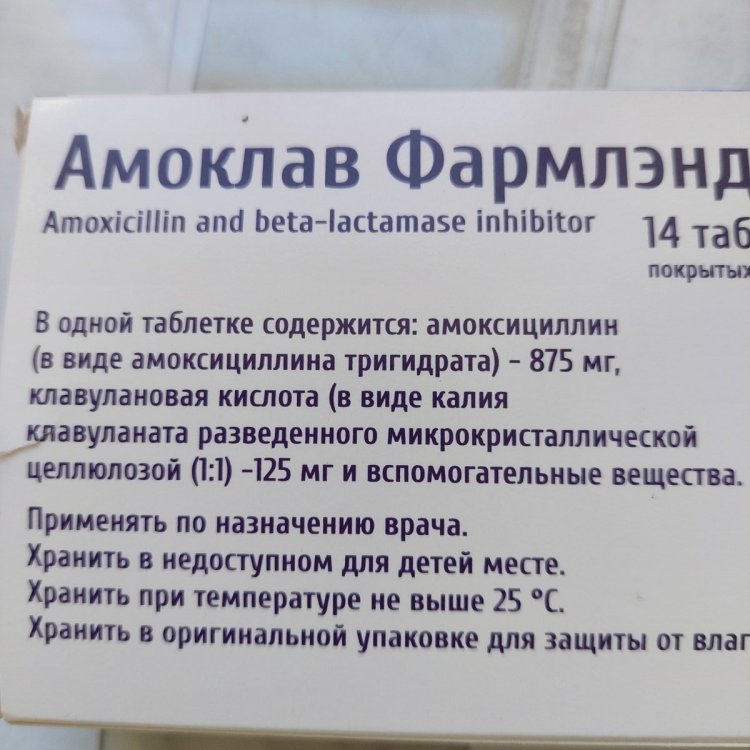 Амоклав Фармлэнд
Amoxicillin and beta-lactamase inhibitor
14 таб
покрытых
В одной таблетке содержится: амоксициллин
(в виде амоксициллина тригидрата) - 875 мг,
клавулановая кислота (в виде калия
клавуланата разведенного микрокристаллической
целлюлозой (1:1) -125 мг и вспомогательные вещества.
Применять по назначению врача.
Хранить в недоступном для детей месте.
Хранить при температуре не выше 25 °С.
Хранить в оригинальной упаковке для защиты от влаг